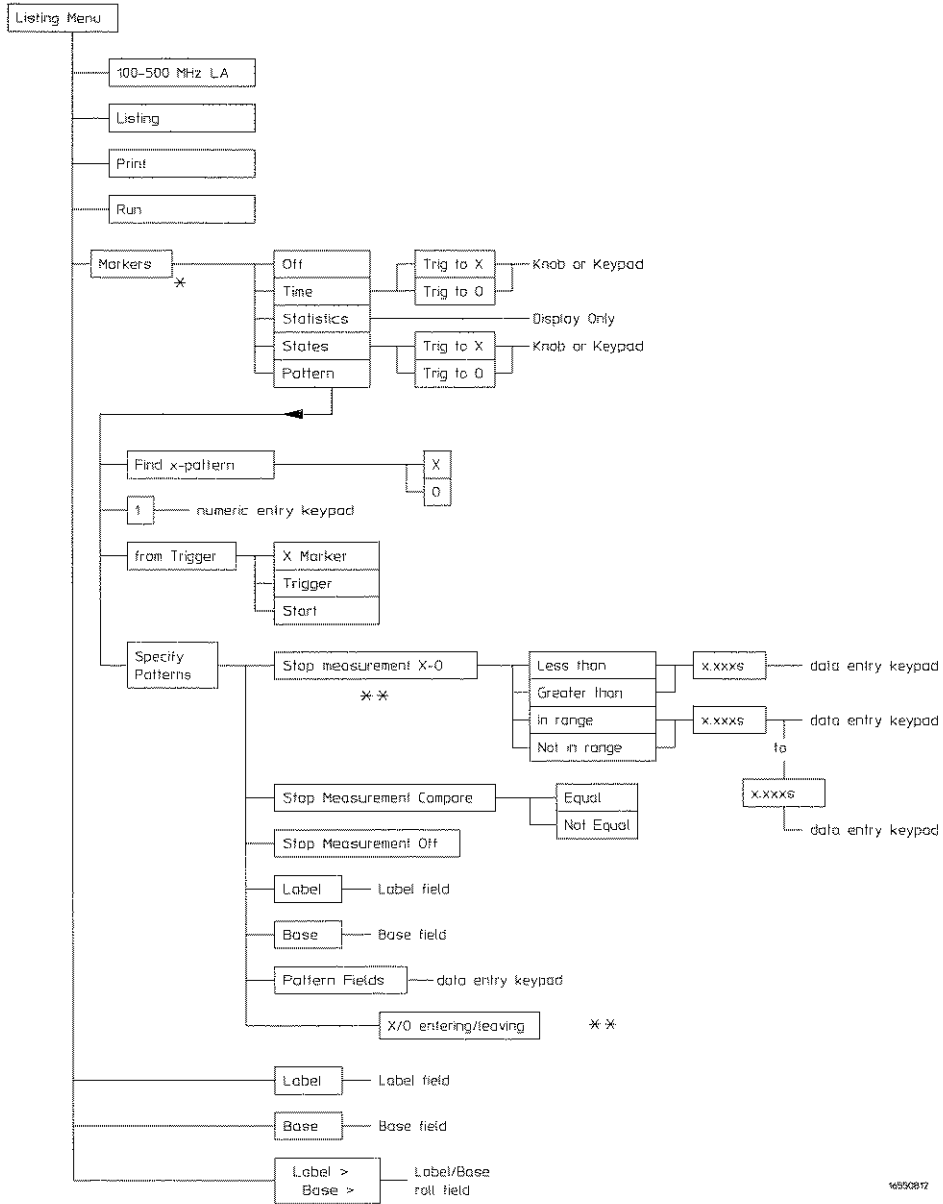 Listing Menu
100-500 MHz LA
Listing
Print
Run
Markers
*
Off
Time
Statistics
States
Pattern
Trig to X
Trig to O
Knob or Keypad
Display Only
Trig to X
Trig to O
Knob or Keypad
Find x-pattern
X
O
1
numeric entry keypad
from Trigger
X Marker
Trigger
Start
Specify
Patterns
Stop measurement X-O
**
Less than
Greater than
In range
Not in range
x.xxxs
data entry keypad
x.xxxs
data entry keypad
to
x.xxxs
data entry keypad
Stop Measurement Compare
Equal
Not Equal
Stop Measurement Off
Label
Label field
Base
Base field
Pattern Fields
data entry keypad
X/O entering/leaving
**
Label
Label field
Base
Base field
Label >
Base >
Label/Base
roll field
16550B12